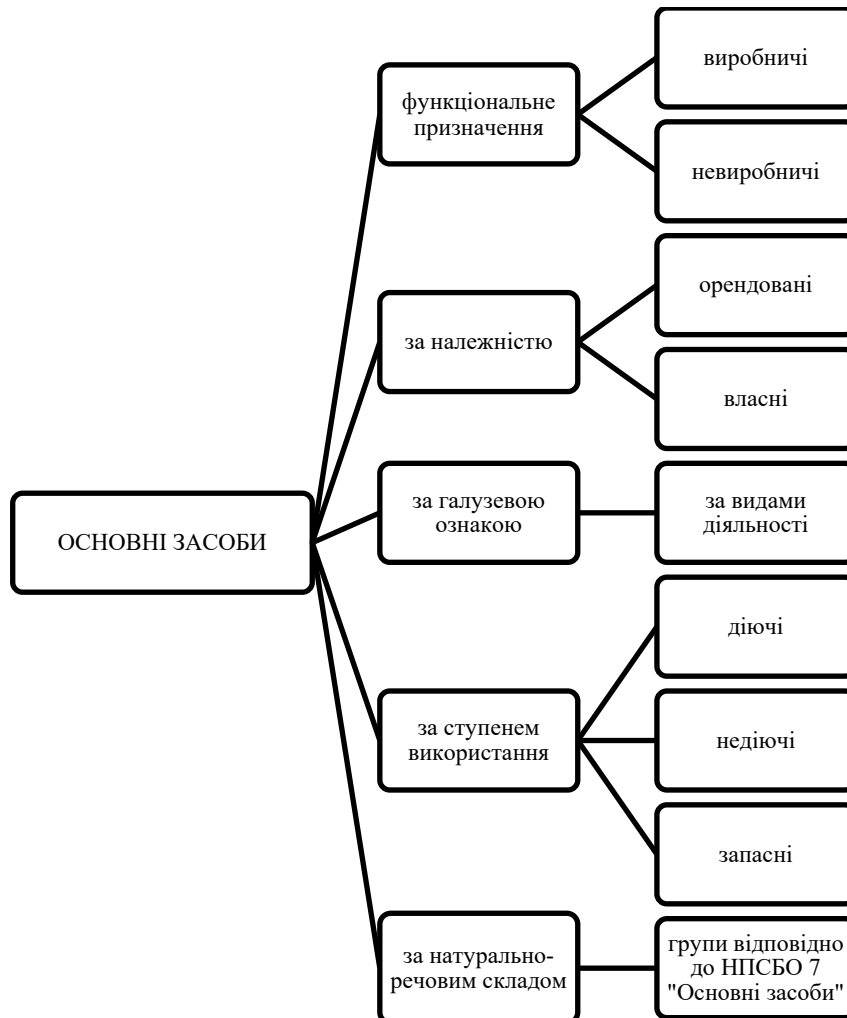 ОСНОВНІ ЗАСОБИ
функціональне
призначення
виробничі
невиробничі
за належністю
орендовані
власні
за галузевою
ознакою
за видами
діяльності
за ступенем
використання
діючі
недіючі
запасні
за натурально-
речовим складом
групи відповідно
до НПСБО 7
"Основні засоби"